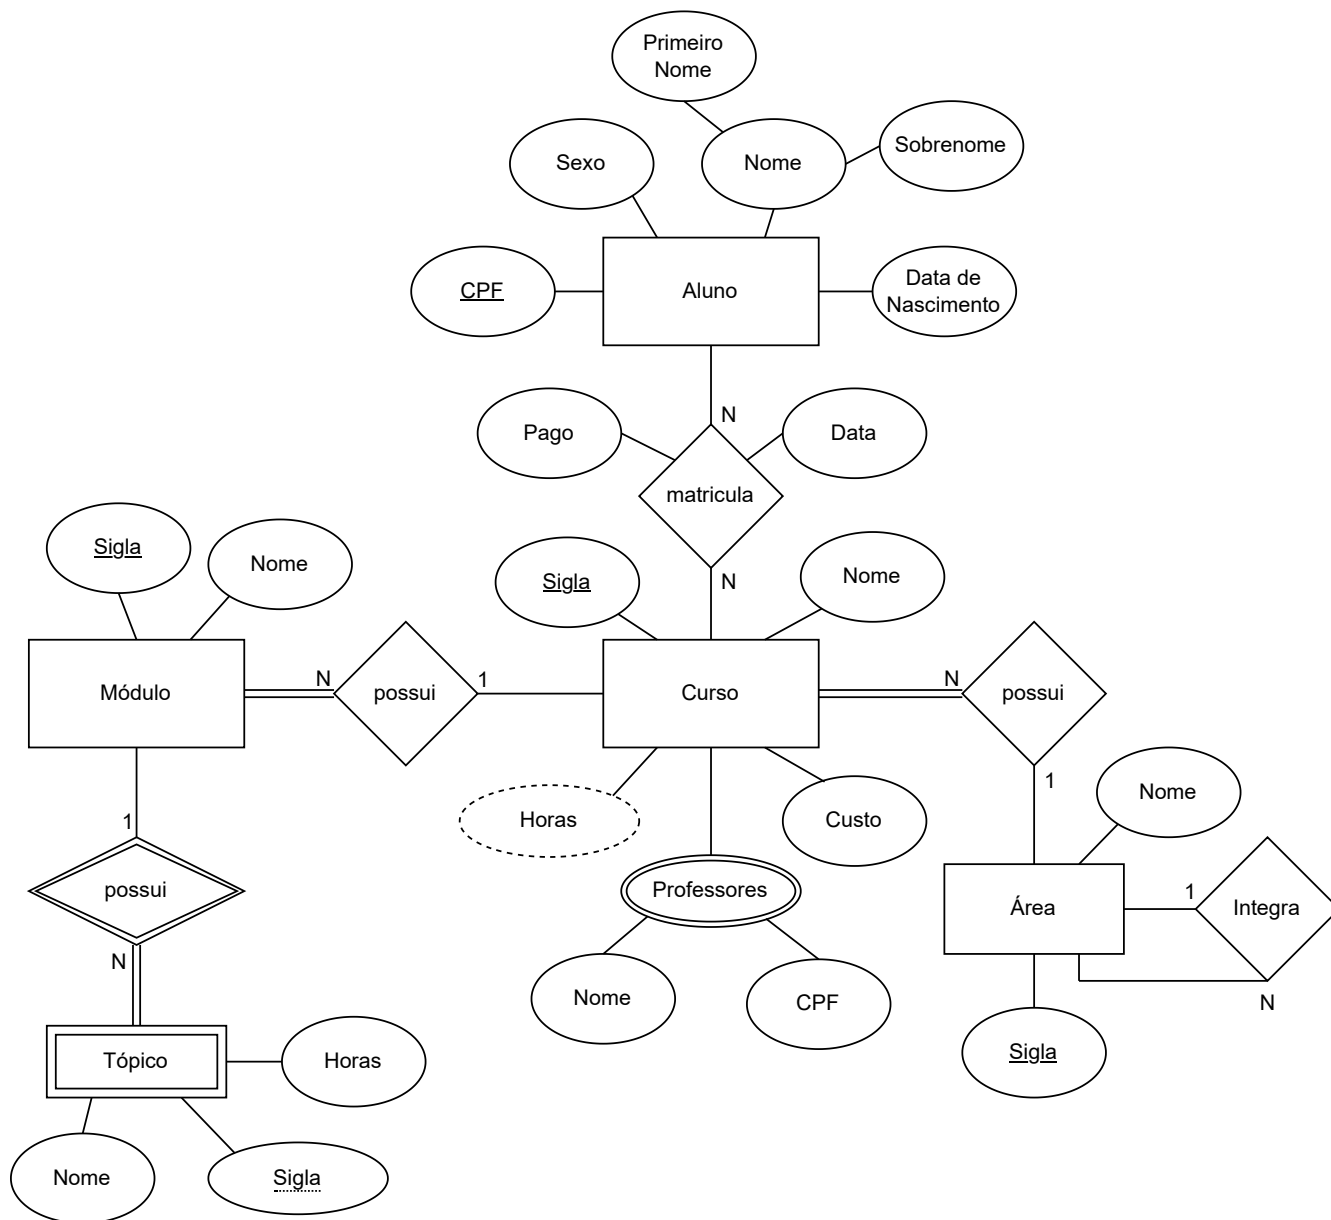 Primeiro
Nome
Sexo
Nome
Sobrenome
CPF
Aluno
Data de
Nascimento
N
Pago
Data
matricula
Sigla
Nome
Sigla
N
Nome
Módulo
N
possui
1
Curso
N
possui
1
Nome
Horas
Custo
1
possui
Professores
Área
1
Integra
N
Nome
CPF
N
Tópico
Horas
Sigla
Nome
Sigla